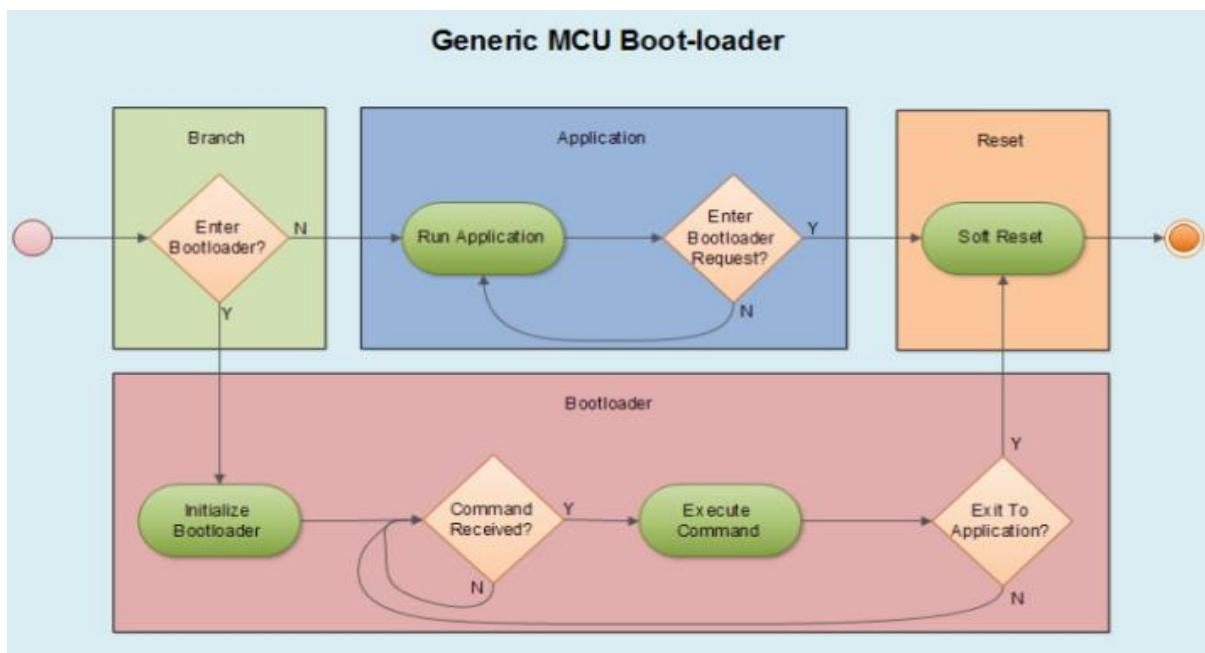 Generic MCU Boot-loader
Branch
Enter
Bootloader?
N
Y
Application
Run Application
Enter
Bootloader
Request?
Y
N
Reset
Soft Reset
Bootloader
Initialize
Bootloader
Command
Received?
Y
N
Execute
Command
Exit To
Application?
Y
N